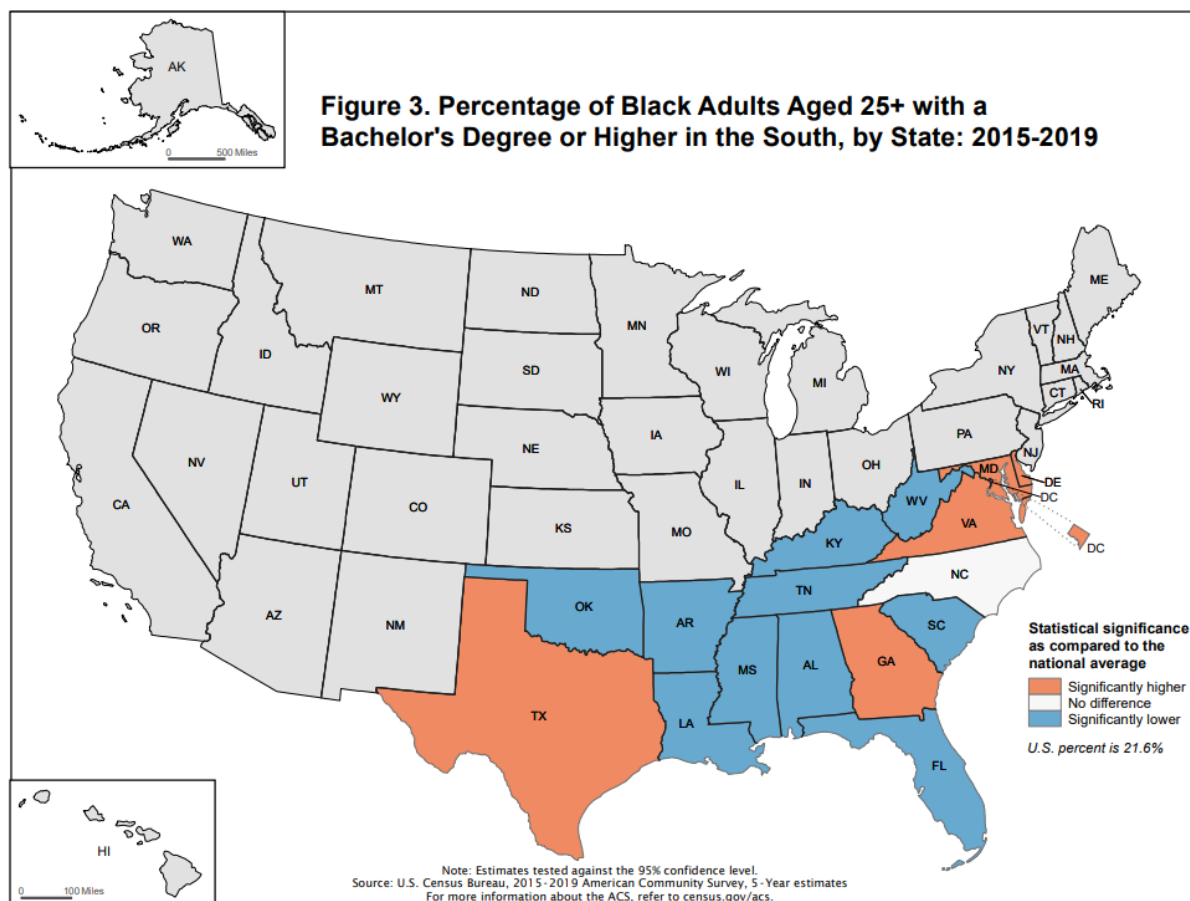 AK
500 Miles
0
Figure 3. Percentage of Black Adults Aged 25+ with a
Bachelor's Degree or Higher in the South, by State: 2015-2019
WA
MT
ND
MN
ME
OR
ID
SD
WI
MI
NY
VT
NH
MA
CT
RI
WY
NE
IA
PA
NJ
NV
UT
CO
IL
IN
OH
MD
DE
DC
WV
VA
DC
CA
KS
MO
KY
NC
TN
AZ
NM
OK
AR
SC
MS
AL
GA
TX
LA
FL
Statistical significance
as compared to the
national average
Significantly higher
No difference
Significantly lower
U.S. percent is 21.6%
HI
0
100 Miles
Note: Estimates tested against the 95% confidence level.
Source: U.S. Census Bureau, 2015-2019 American Community Survey, 5-Year estimates
For more information about the ACS, refer to census.gov/acs.